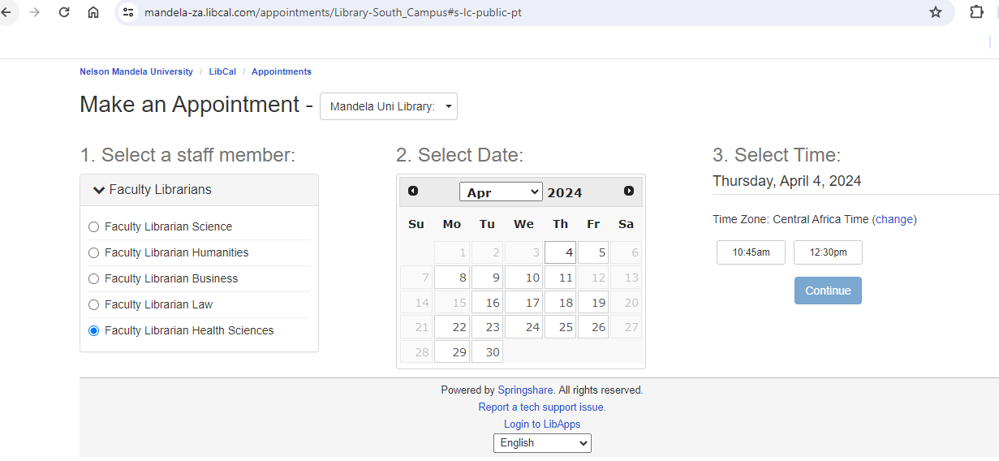 mandela-za.libcal.com/appointments/Library-South_Campus#s-lc-public-pt
Nelson Mandela University / LibCal / Appointments
Make an Appointment - Mandela Uni Library:
1. Select a staff member:
Faculty Librarians
Faculty Librarian Science
Faculty Librarian Humanities
Faculty Librarian Business
Faculty Librarian Law
Faculty Librarian Health Sciences
2. Select Date:
Apr 2024
Su Mo Tu We Th Fr Sa
1 2 3 4 5 6
7 8 9 10 11 12 13
14 15 16 17 18 19 20
21 22 23 24 25 26 27
28 29 30
3. Select Time:
Thursday, April 4, 2024
Time Zone: Central Africa Time (change)
10:45am 12:30pm
Continue
Powered by Springshare. All rights reserved.
Report a tech support issue.
Login to LibApps
English